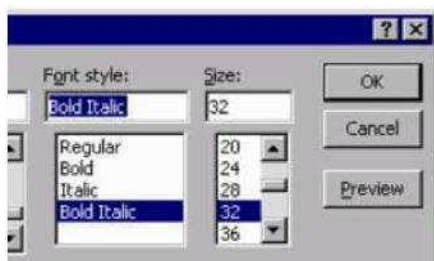 Font style:
Size:
Bold Italic
32
OK
Cancel
Preview
Regular
Bold
Italic
Bold Italic
20
24
28
32
36